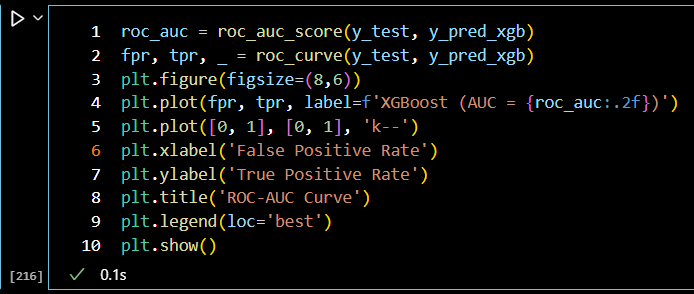 1 roc_auc = roc_auc_score(y_test, y_pred_xgb)
2 fpr, tpr, _ = roc_curve(y_test, y_pred_xgb)
3 plt.figure(figsize=(8,6))
4 plt.plot(fpr, tpr, label=f'XGBoost (AUC = {roc_auc:.2f})')
5 plt.plot([0, 1], [0, 1], 'k--')
6 plt.xlabel('False Positive Rate')
7 plt.ylabel('True Positive Rate')
8 plt.title('ROC-AUC Curve')
9 plt.legend(loc='best')
10 plt.show()
[216] ✓ 0.1s